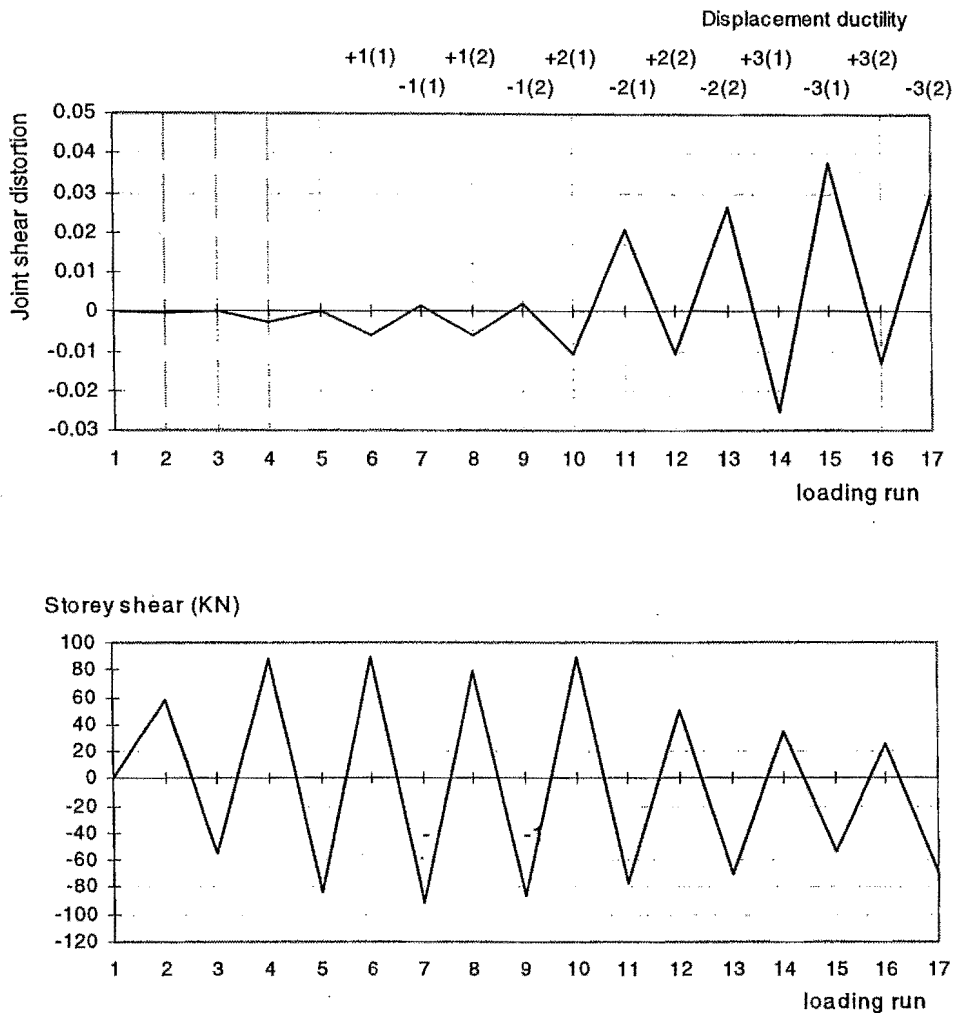 Displacement ductility
+1(1) +1(2) +2(1) +2(2) +3(1) +3(2)
-1(1) -1(2) -2(1) -2(2) -3(1) -3(2)
Joint shear distortion
0.05
0.04
0.03
0.02
0.01
0
-0.01
-0.02
-0.03
1 2 3 4 5 6 7 8 9 10 11 12 13 14 15 16 17
loading run
Storey shear (KN)
100
80
60
40
20
0
-20
-40
-60
-80
-100
-120
1 2 3 4 5 6 7 8 9 10 11 12 13 14 15 16 17
loading run